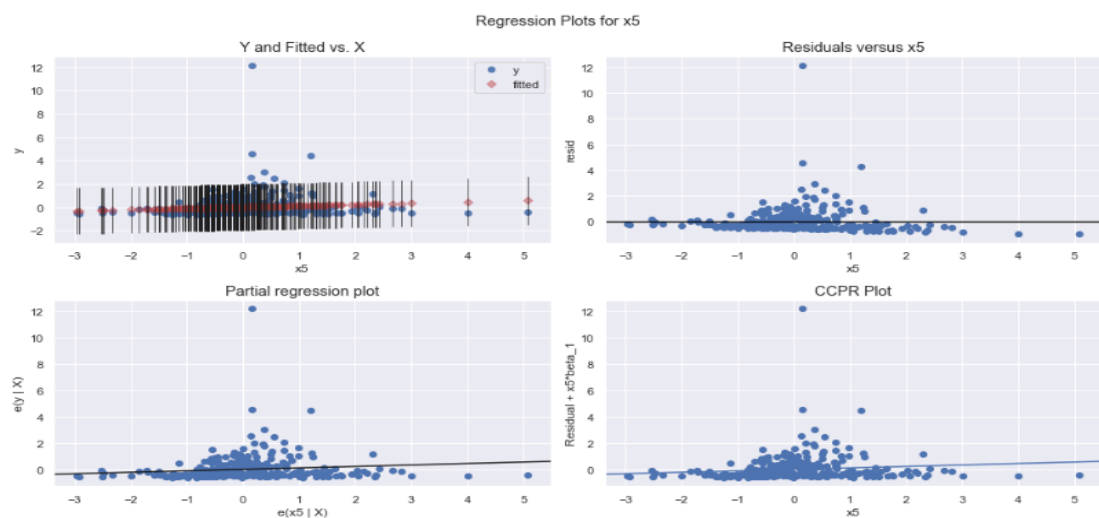 Regression Plots for x5
Y and Fitted vs. X
12
10
8
6
4
2
0
−2
y
y
fitted
−3 −2 −1 0 1 2 3 4 5
x5
Residuals versus x5
12
10
8
6
4
2
0
resid
−3 −2 −1 0 1 2 3 4 5
x5
Partial regression plot
12
10
8
6
4
2
0
e(y | X)
−3 −2 −1 0 1 2 3 4 5
e(x5 | X)
CCPR Plot
12
10
8
6
4
2
0
Residual + x5*beta_1
−3 −2 −1 0 1 2 3 4 5
x5